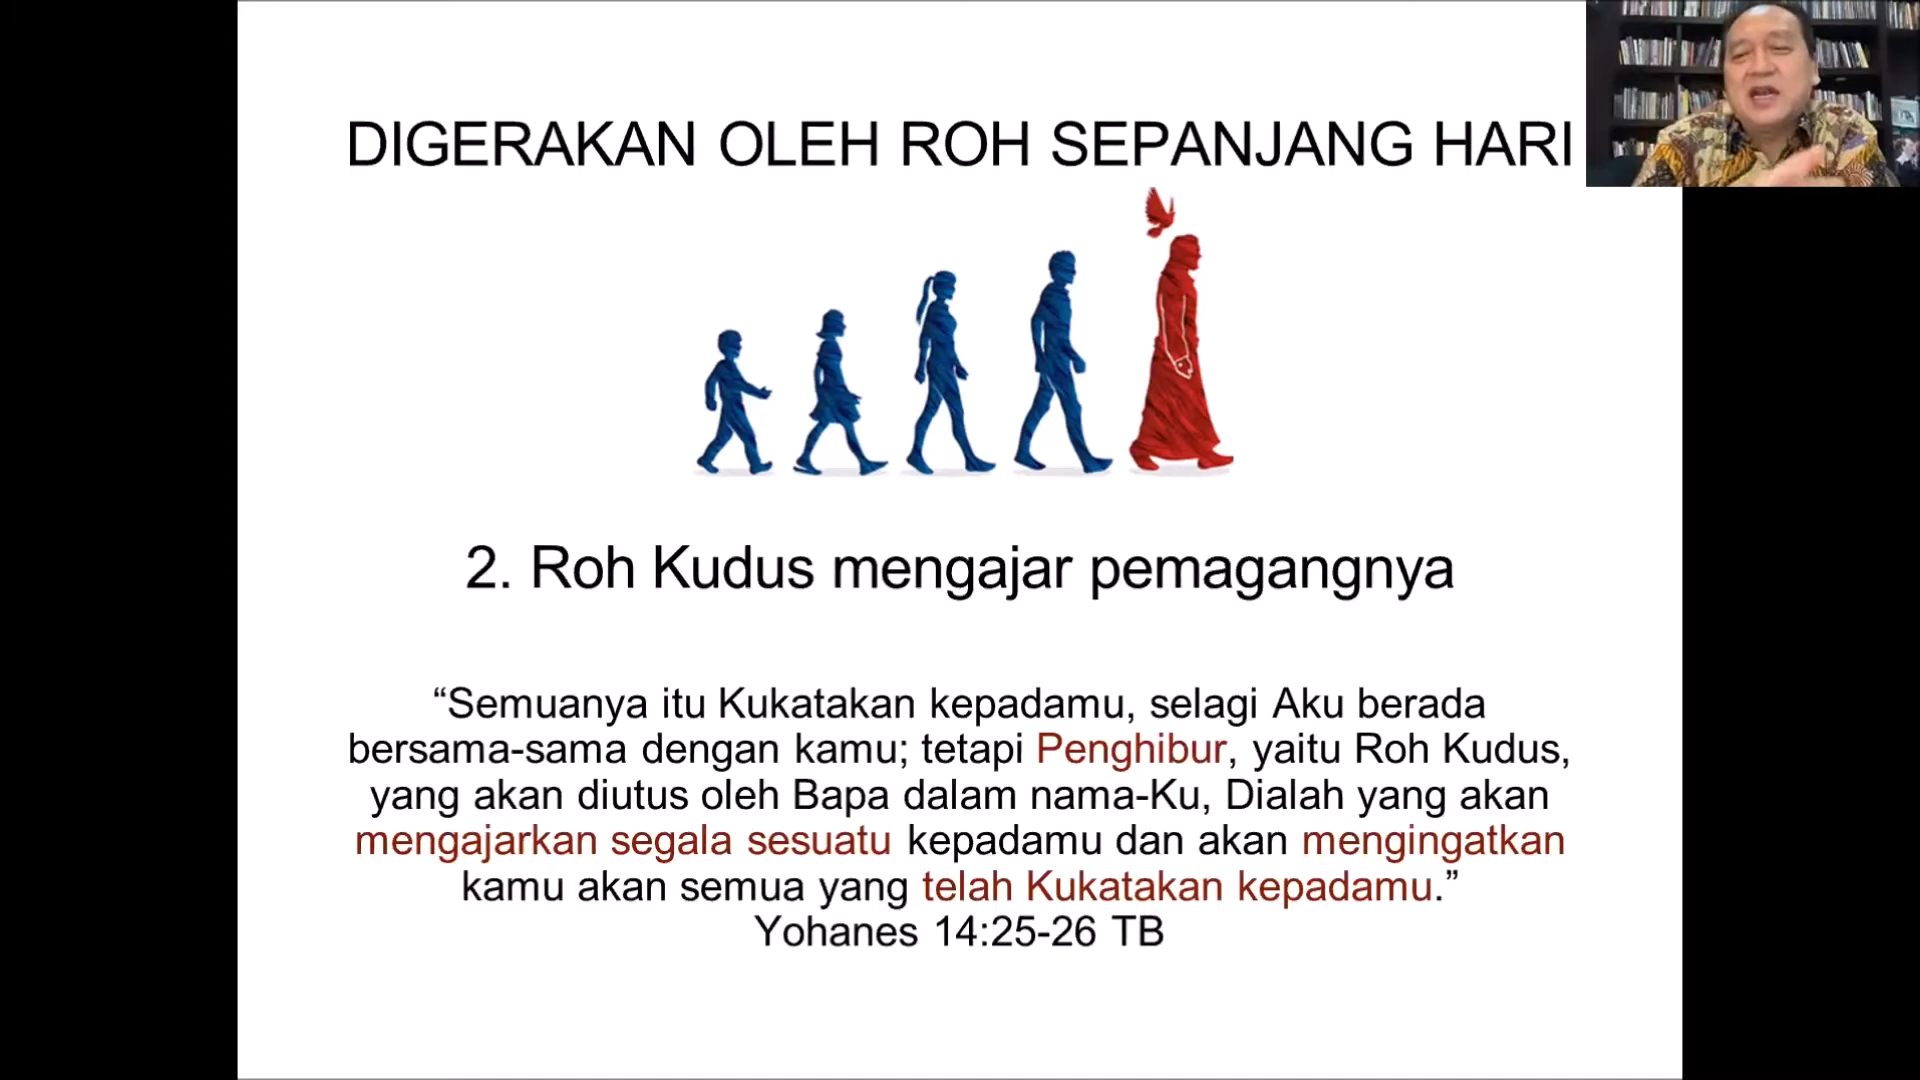 DIGERAKAN OLEH ROH SEPANJANG HARI
2. Roh Kudus mengajar pemagangnya
“Semuanya itu Kukatakan kepadamu, selagi Aku berada
bersama-sama dengan kamu; tetapi Penghibur, yaitu Roh Kudus,
yang akan diutus oleh Bapa dalam nama-Ku, Dialah yang akan
mengajarkan segala sesuatu kepadamu dan akan mengingatkan
kamu akan semua yang telah Kukatakan kepadamu.”
Yohanes 14:25-26 TB